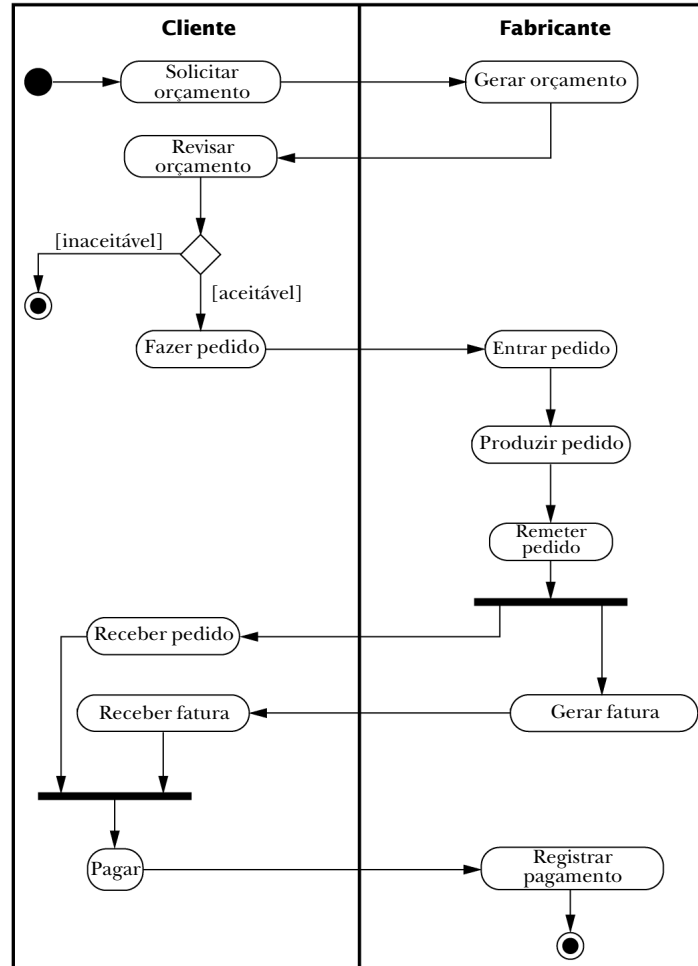 Cliente
Fabricante
Solicitar
orçamento
Gerar orçamento
Revisar
orçamento
[inaceitável]
[aceitável]
Fazer pedido
Entrar pedido
Produzir pedido
Remeter
pedido
Receber pedido
Receber fatura
Gerar fatura
Pagar
Registrar
pagamento